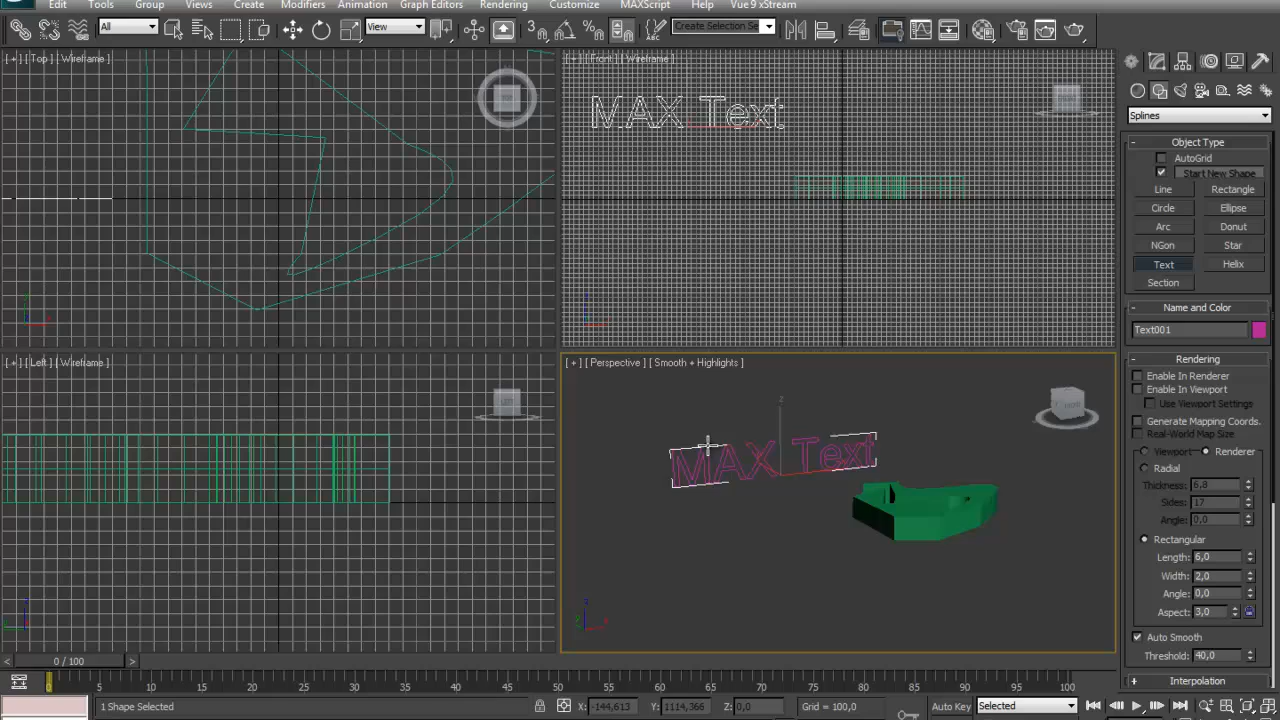 Edit Tools Group Views Create Modifiers Animation Graph Editors Rendering Customize MAXScript Help Vue 9 xStream
All View 3 Create Selection Se
[ + ] [ Top ] [ Wireframe ]
[ + ] [ Front ] [ Wireframe ]
MAX Text
[ + ] [ Left ] [ Wireframe ]
[ + ] [ Perspective ] [ Smooth + Highlights ]
MAX Text
z
Splines
- Object Type
AutoGrid
Start New Shape
Line Rectangle
Circle Ellipse
Arc Donut
NGon Star
Text Helix
Section
- Name and Color
Text001
- Rendering
Enable In Renderer
Enable In Viewport
Use Viewport Settings
Generate Mapping Coords.
Real-World Map Size
Viewport Renderer
Radial
Thickness: 6,8
Sides: 17
Angle: 0,0
Rectangular
Length: 6,0
Width: 2,0
Angle: 0,0
Aspect: 3,0
Auto Smooth
Threshold: 40,0
+ Interpolation
< 0 / 100 >
0 5 10 15 20 25 30 35 40 45 50 55 60 65 70 75 80 85 90 95 100
1 Shape Selected X: -144,613 Y: 1114,366 Z: 0,0 Grid = 100,0 Auto Key Selected